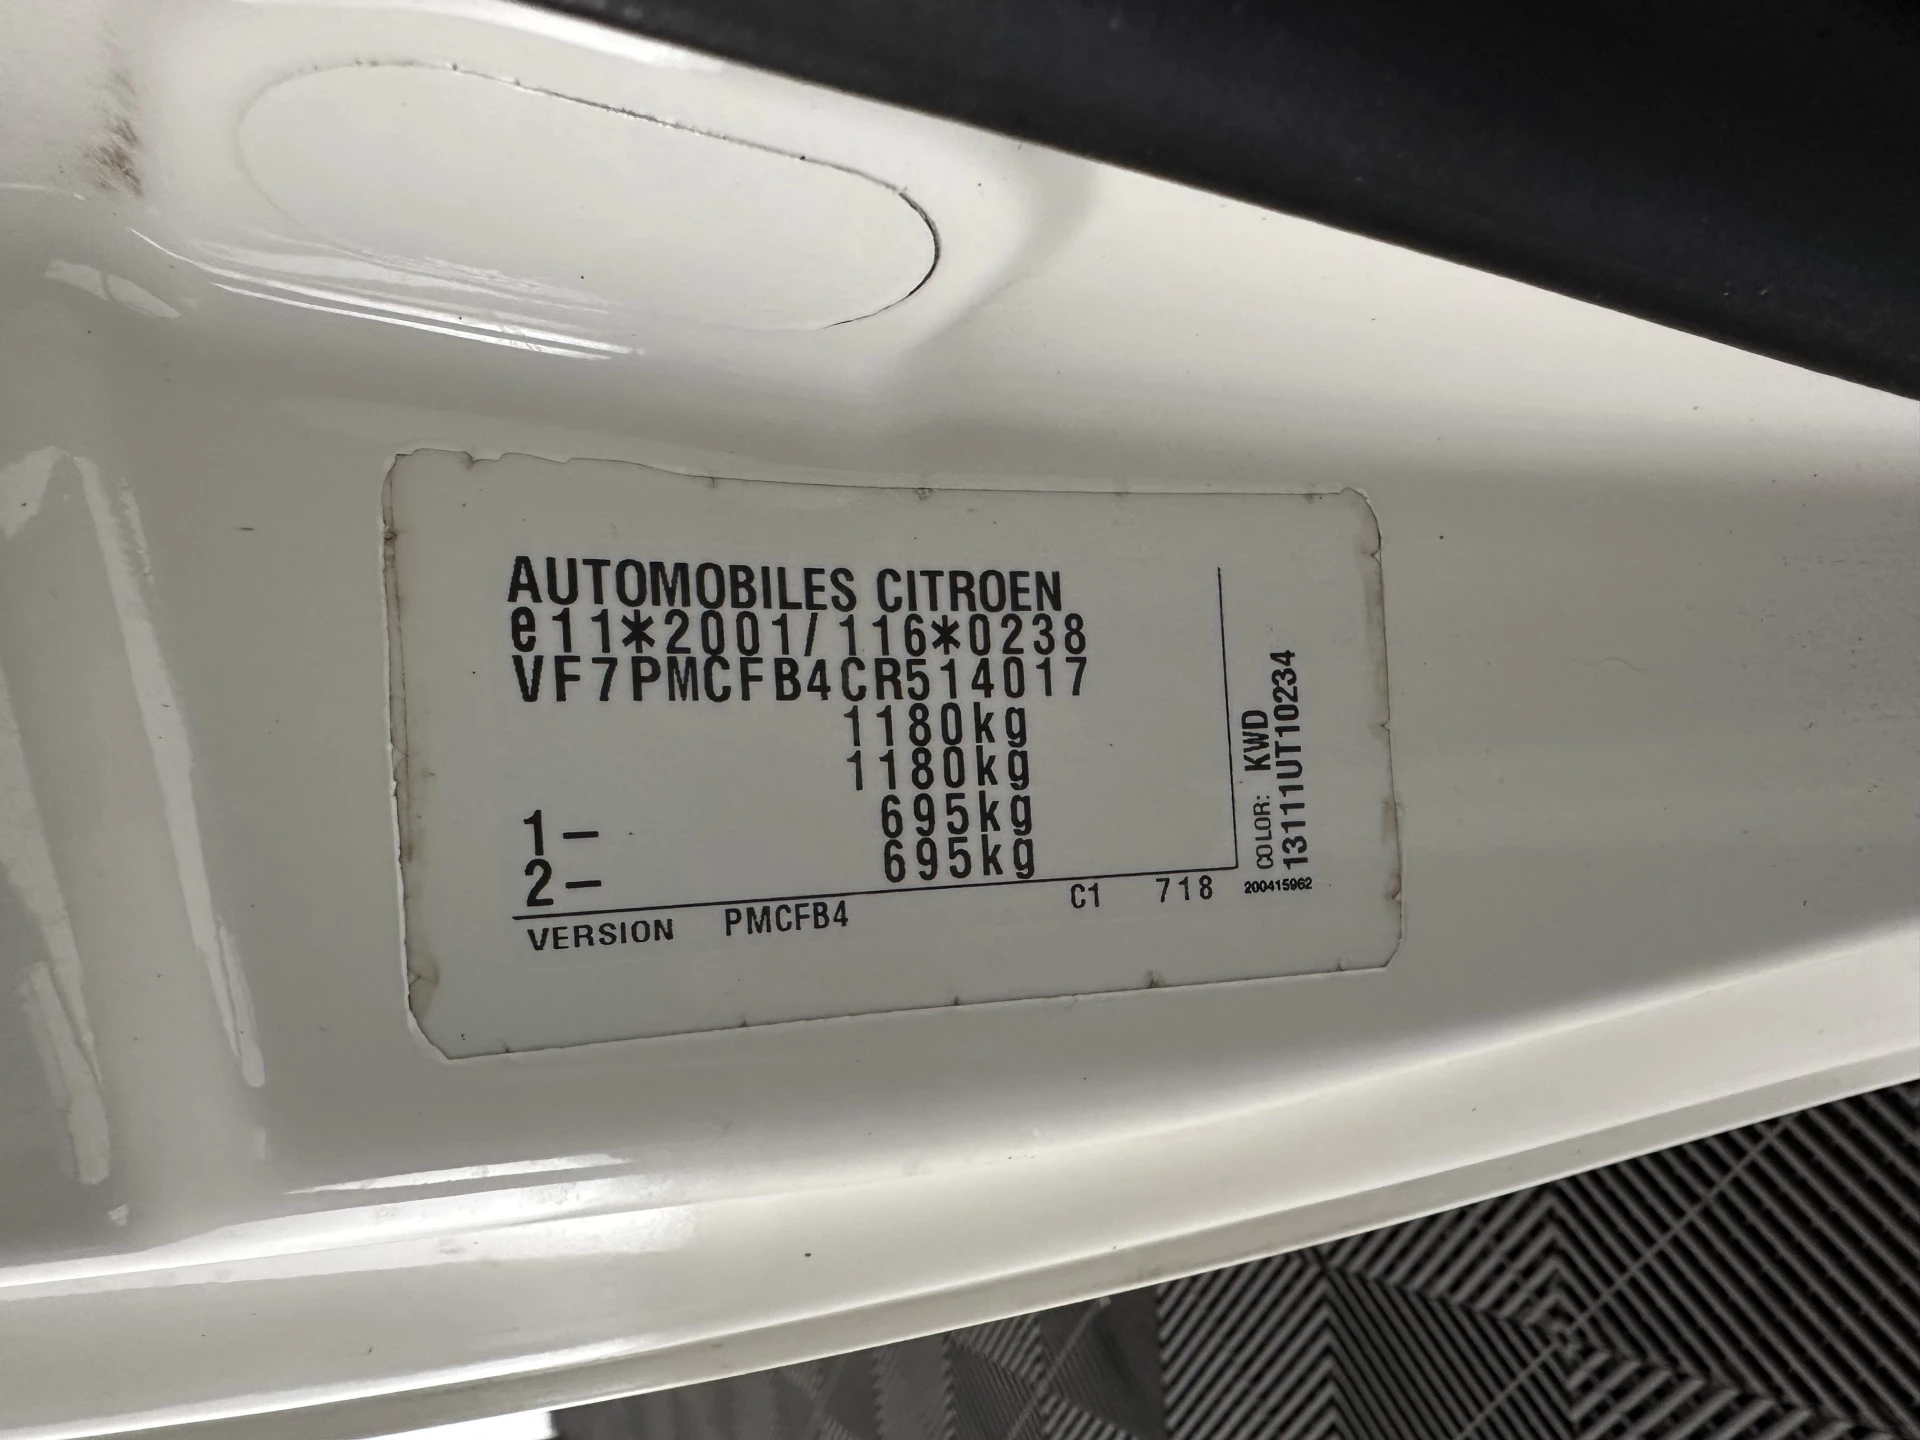 AUTOMOBILES CITROEN
e11*2001/116*0238
VF7PMCFB4CR514017
1180kg
1180kg
1- 695kg
2- 695kg
VERSION PMCFB4 C1 718
COLOR: KWD
13111UT10234
200415962